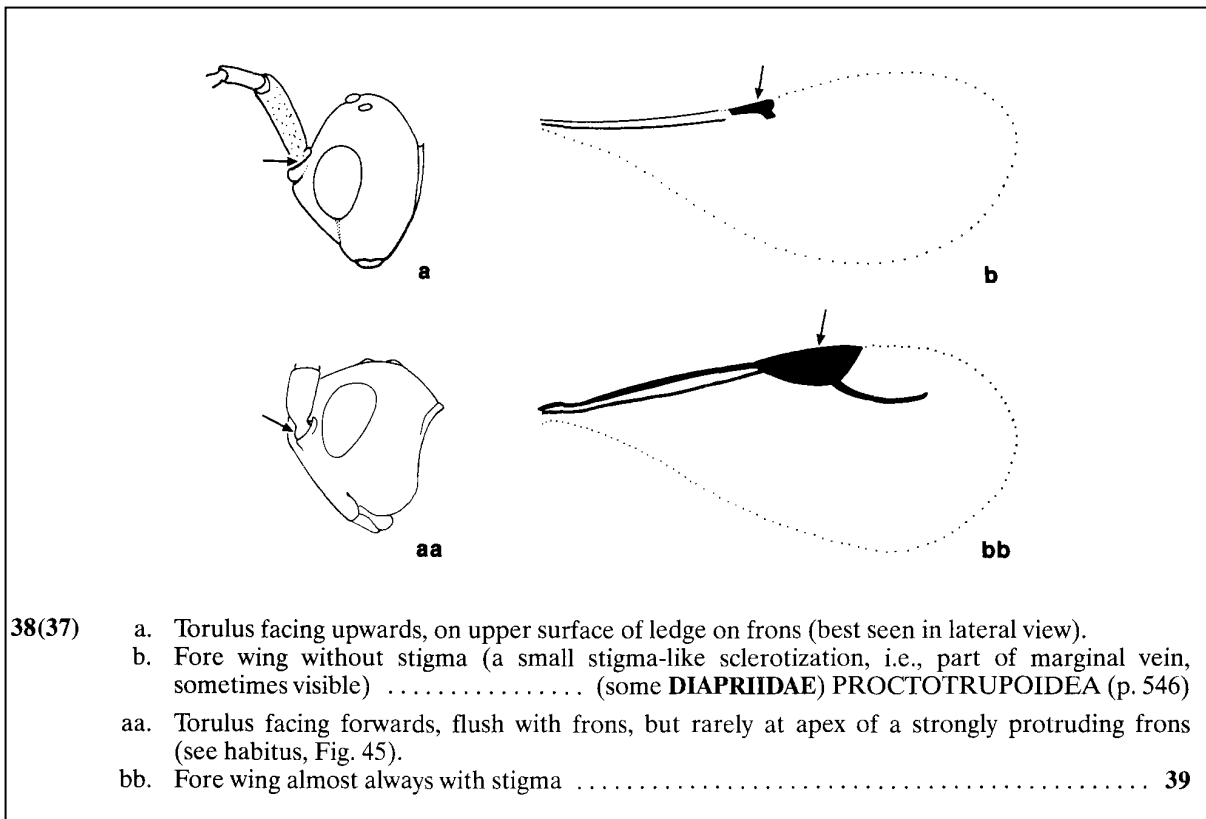 a
b
aa
bb
38(37) a. Torulus facing upwards, on upper surface of ledge on frons (best seen in lateral view).
b. Fore wing without stigma (a small stigma-like sclerotization, i.e., part of marginal vein,
sometimes visible) ................ (some DIAPRIIDAE) PROCTOTRUPOIDEA (p. 546)
aa. Torulus facing forwards, flush with frons, but rarely at apex of a strongly protruding frons
(see habitus, Fig. 45).
bb. Fore wing almost always with stigma ................................................ 39